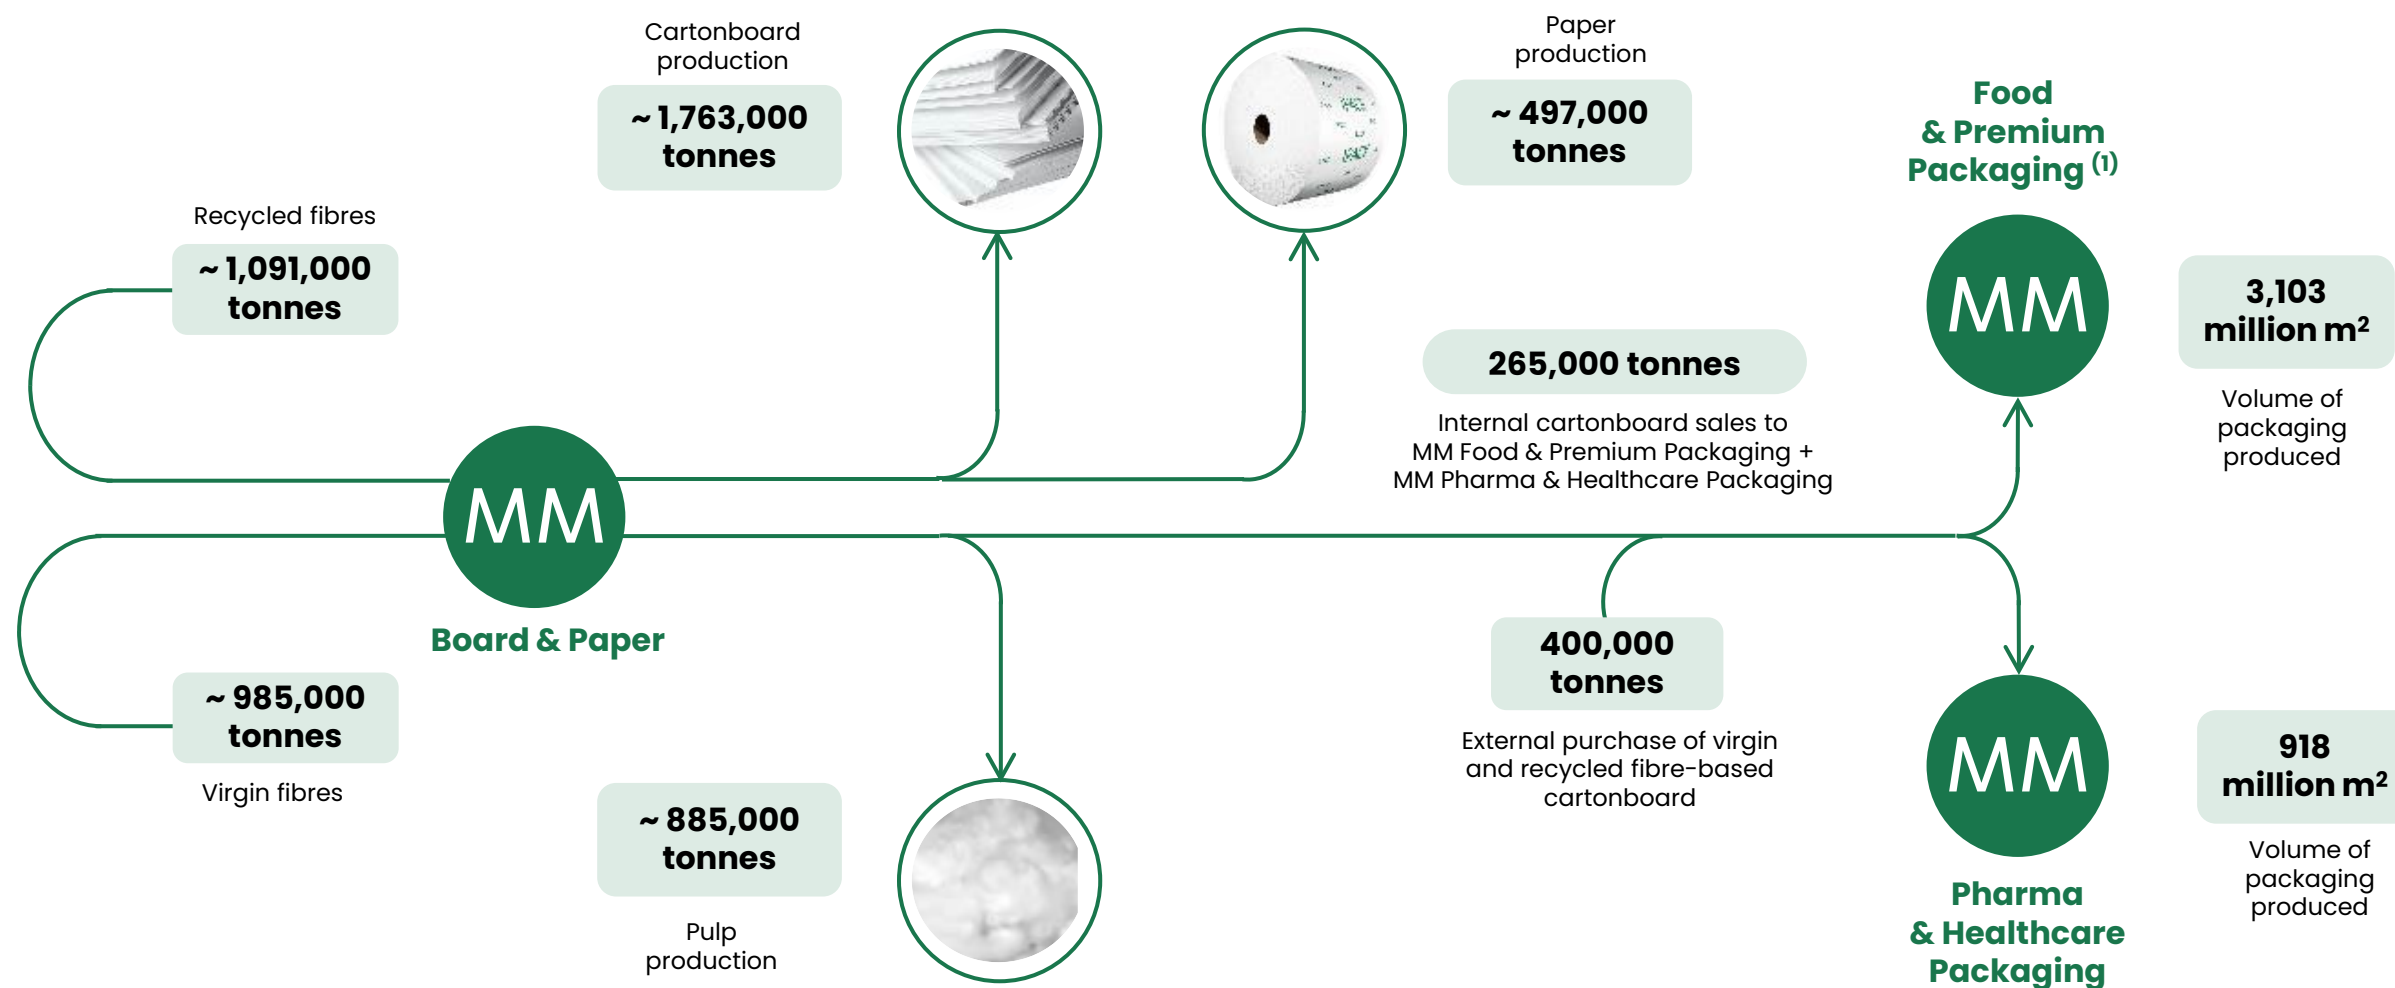 Cartonboard
production
~ 1,763,000
tonnes
Paper
production
~ 497,000
tonnes
Food
& Premium
Packaging (1)
MM
3,103
million m²
Volume of
packaging
produced
Recycled fibres
~ 1,091,000
tonnes
265,000 tonnes
Internal cartonboard sales to
MM Food & Premium Packaging +
MM Pharma & Healthcare Packaging
MM
Board & Paper
~ 985,000
tonnes
Virgin fibres
~ 885,000
tonnes
Pulp
production
400,000
tonnes
External purchase of virgin
and recycled fibre-based
cartonboard
MM
Pharma
& Healthcare
Packaging
918
million m²
Volume of
packaging
produced